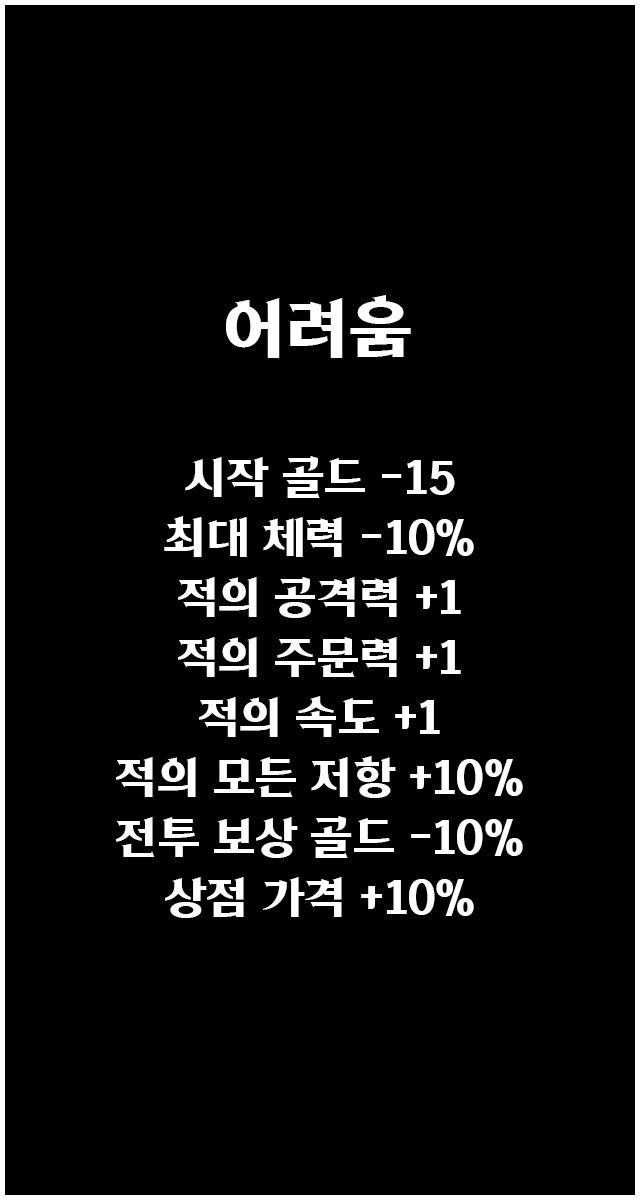 어려움
시작 골드 -15
최대 체력 -10%
적의 공격력 +1
적의 주문력 +1
적의 속도 +1
적의 모든 저항 +10%
전투 보상 골드 -10%
상점 가격 +10%